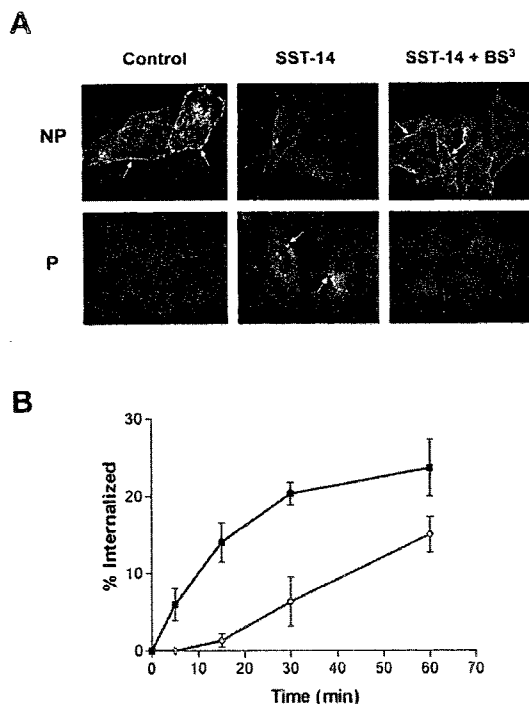 A
Control SST-14 SST-14 + BS³
NP
P
B
30
20
10
0
% Internalized
0 10 20 30 40 50 60 70
Time (min)